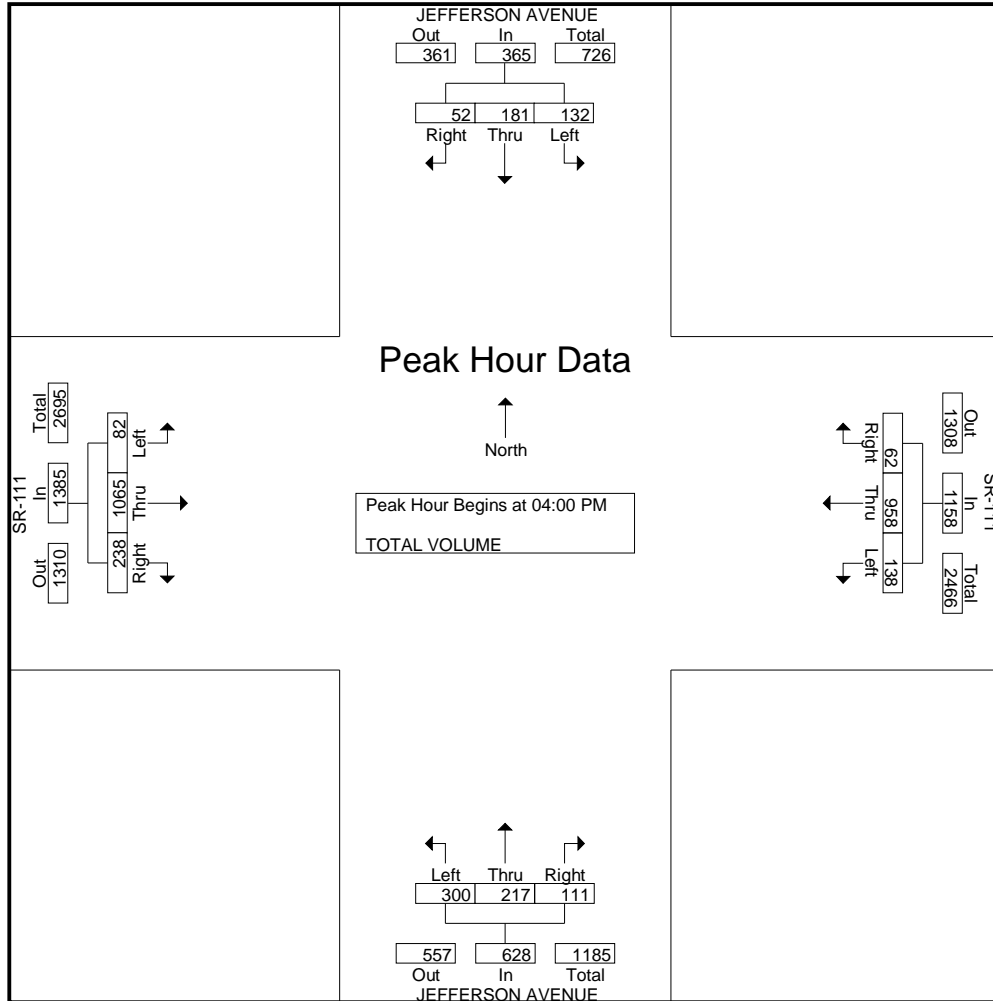 JEFFERSON AVENUE
Out In Total
361 365 726
52 181 132
Right Thru Left
Peak Hour Data
North
Peak Hour Begins at 04:00 PM
TOTAL VOLUME
SR-111
Total In Out
2695 1385 1310
82 1065 238
Left Thru Right
SR-111
Out In Total
1308 1158 2466
62 958 138
Right Thru Left
Left Thru Right
300 217 111
557 628 1185
Out In Total
JEFFERSON AVENUE